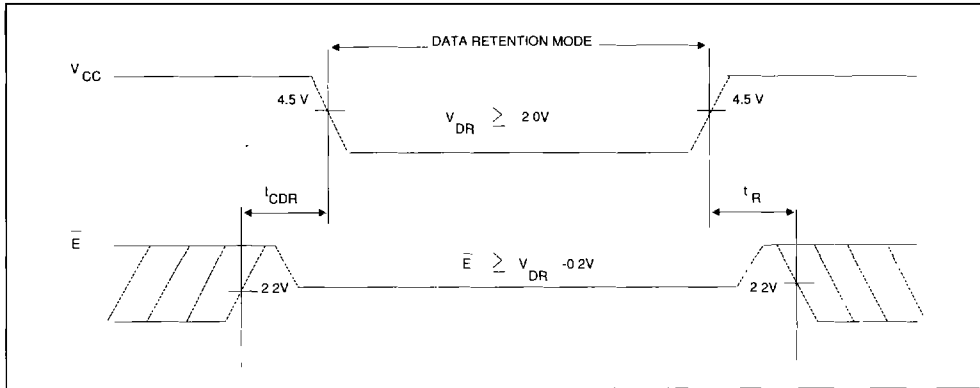 DATA RETENTION MODE
VCC
4.5 V
4.5 V
VDR ≥ 2 0V
tCDR
tR
E̅
E̅ ≥ VDR -0 2V
2 2V
2 2V